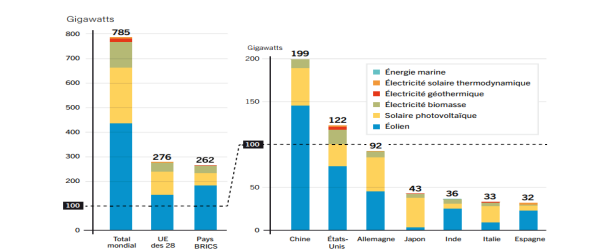 Gigawatts
800
700
600
500
400
300
200
100
0
785
276
262
Total
mondial
UE
des 28
Pays
BRICS
Gigawatts
200
150
100
50
0
199
122
92
43
36
33
32
Énergie marine
Électricité solaire thermodynamique
Électricité géothermique
Électricité biomasse
Solaire photovoltaïque
Éolien
Chine
États-
Unis
Allemagne
Japon
Inde
Italie
Espagne